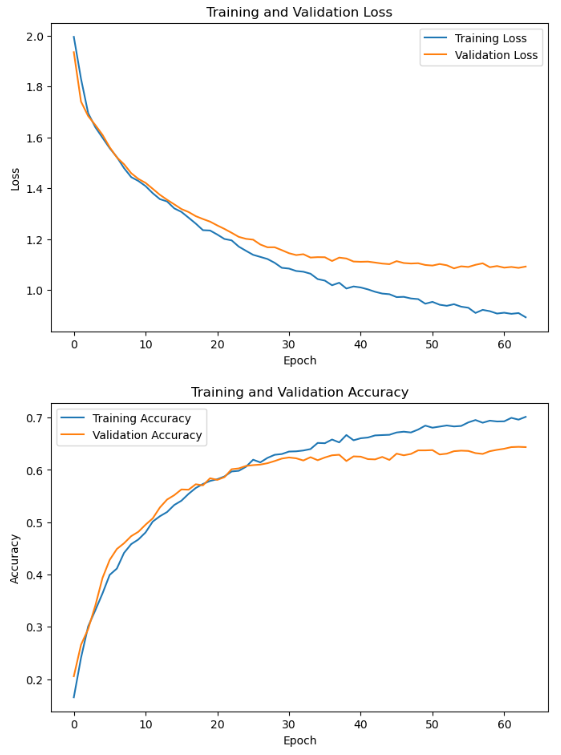 Training and Validation Loss
2.0
1.8
1.6
1.4
1.2
1.0
Loss
Training Loss
Validation Loss
0 10 20 30 40 50 60
Epoch
Training and Validation Accuracy
0.7
0.6
0.5
0.4
0.3
0.2
Accuracy
Training Accuracy
Validation Accuracy
0 10 20 30 40 50 60
Epoch